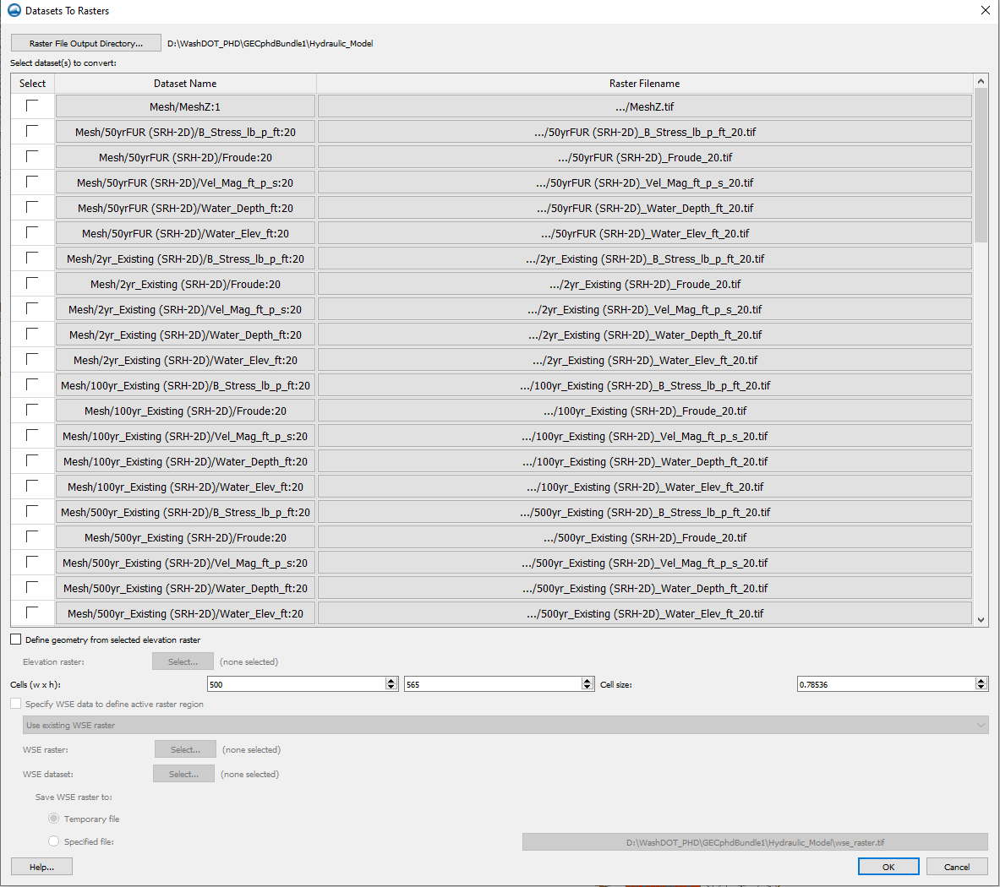 Datasets To Rasters
Raster File Output Directory... D:\WashDOT_PHD\GECphdBundle1\Hydraulic_Model
Select dataset(s) to convert:
Select Dataset Name Raster Filename
Mesh/MeshZ:1 .../MeshZ.tif
Mesh/50yrFUR (SRH-2D)/B_Stress_lb_p_ft:20 .../50yrFUR (SRH-2D)_B_Stress_lb_p_ft_20.tif
Mesh/50yrFUR (SRH-2D)/Froude:20 .../50yrFUR (SRH-2D)_Froude_20.tif
Mesh/50yrFUR (SRH-2D)/Vel_Mag_ft_p_s:20 .../50yrFUR (SRH-2D)_Vel_Mag_ft_p_s_20.tif
Mesh/50yrFUR (SRH-2D)/Water_Depth_ft:20 .../50yrFUR (SRH-2D)_Water_Depth_ft_20.tif
Mesh/50yrFUR (SRH-2D)/Water_Elev_ft:20 .../50yrFUR (SRH-2D)_Water_Elev_ft_20.tif
Mesh/2yr_Existing (SRH-2D)/B_Stress_lb_p_ft:20 .../2yr_Existing (SRH-2D)_B_Stress_lb_p_ft_20.tif
Mesh/2yr_Existing (SRH-2D)/Froude:20 .../2yr_Existing (SRH-2D)_Froude_20.tif
Mesh/2yr_Existing (SRH-2D)/Vel_Mag_ft_p_s:20 .../2yr_Existing (SRH-2D)_Vel_Mag_ft_p_s_20.tif
Mesh/2yr_Existing (SRH-2D)/Water_Depth_ft:20 .../2yr_Existing (SRH-2D)_Water_Depth_ft_20.tif
Mesh/2yr_Existing (SRH-2D)/Water_Elev_ft:20 .../2yr_Existing (SRH-2D)_Water_Elev_ft_20.tif
Mesh/100yr_Existing (SRH-2D)/B_Stress_lb_p_ft:20 .../100yr_Existing (SRH-2D)_B_Stress_lb_p_ft_20.tif
Mesh/100yr_Existing (SRH-2D)/Froude:20 .../100yr_Existing (SRH-2D)_Froude_20.tif
Mesh/100yr_Existing (SRH-2D)/Vel_Mag_ft_p_s:20 .../100yr_Existing (SRH-2D)_Vel_Mag_ft_p_s_20.tif
Mesh/100yr_Existing (SRH-2D)/Water_Depth_ft:20 .../100yr_Existing (SRH-2D)_Water_Depth_ft_20.tif
Mesh/100yr_Existing (SRH-2D)/Water_Elev_ft:20 .../100yr_Existing (SRH-2D)_Water_Elev_ft_20.tif
Mesh/500yr_Existing (SRH-2D)/B_Stress_lb_p_ft:20 .../500yr_Existing (SRH-2D)_B_Stress_lb_p_ft_20.tif
Mesh/500yr_Existing (SRH-2D)/Froude:20 .../500yr_Existing (SRH-2D)_Froude_20.tif
Mesh/500yr_Existing (SRH-2D)/Vel_Mag_ft_p_s:20 .../500yr_Existing (SRH-2D)_Vel_Mag_ft_p_s_20.tif
Mesh/500yr_Existing (SRH-2D)/Water_Depth_ft:20 .../500yr_Existing (SRH-2D)_Water_Depth_ft_20.tif
Mesh/500yr_Existing (SRH-2D)/Water_Elev_ft:20 .../500yr_Existing (SRH-2D)_Water_Elev_ft_20.tif
Define geometry from selected elevation raster
Elevation raster: Select... (none selected)
Cells (w x h): 500 565 Cell size: 0.78536
Specify WSE data to define active raster region
Use existing WSE raster
WSE raster: Select... (none selected)
WSE dataset: Select... (none selected)
Save WSE raster to:
Temporary file
Specified file: D:\WashDOT_PHD\GECphdBundle1\Hydraulic_Model\wse_raster.tif
Help... OK Cancel